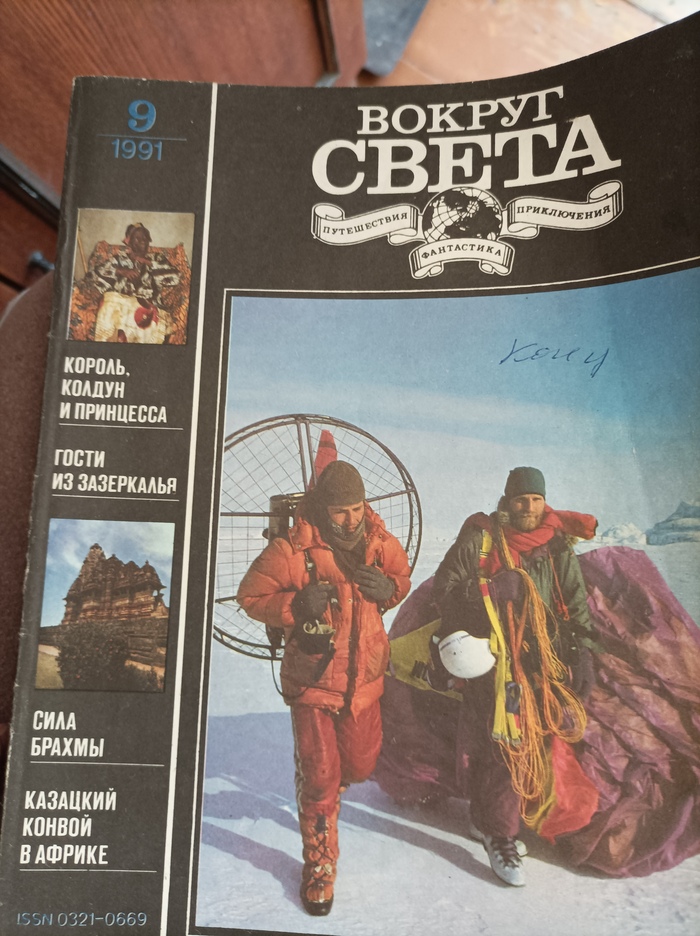 9
1991
ВОКРУГ
СВЕТА
ПУТЕШЕСТВИЯ
ПРИКЛЮЧЕНИЯ
ФАНТАСТИКА
КОРОЛЬ,
КОЛДУН
И ПРИНЦЕССА
ГОСТИ
ИЗ ЗАЗЕРКАЛЬЯ
СИЛА
БРАХМЫ
КАЗАЦКИЙ
КОНВОЙ
В АФРИКЕ
ISSN 0321-0669